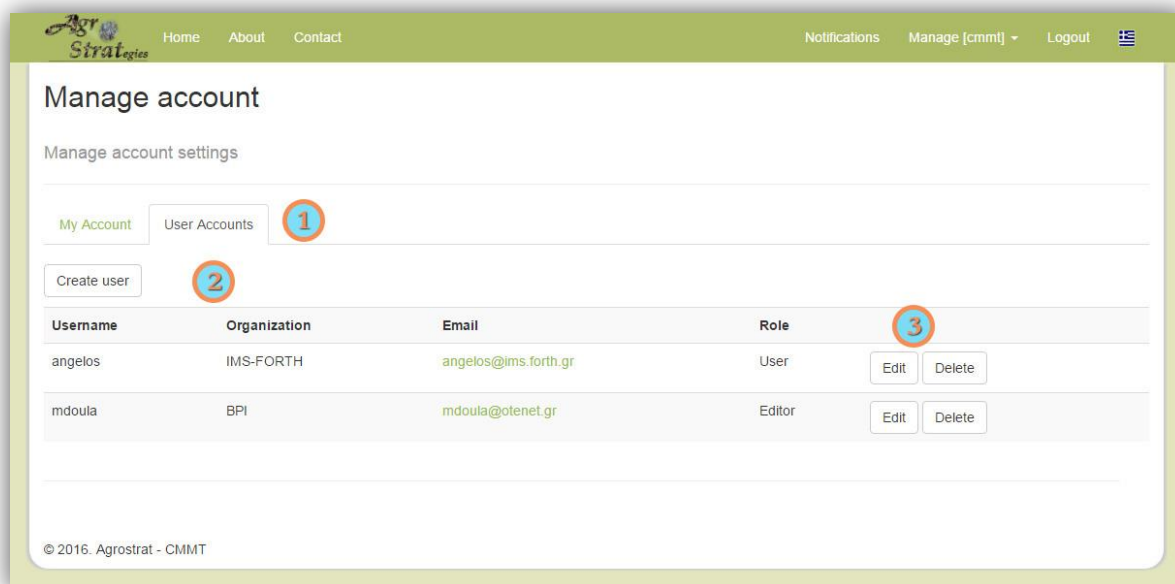 Agr
Strategies
Home About Contact Notifications Manage [cmmt] Logout
Manage account
Manage account settings
My Account User Accounts 1
Create user 2
Username Organization Email Role 3
angelos IMS-FORTH angelos@ims.forth.gr User Edit Delete
mdoula BPI mdoula@otenet.gr Editor Edit Delete
© 2016. Agrostrat - CMMT